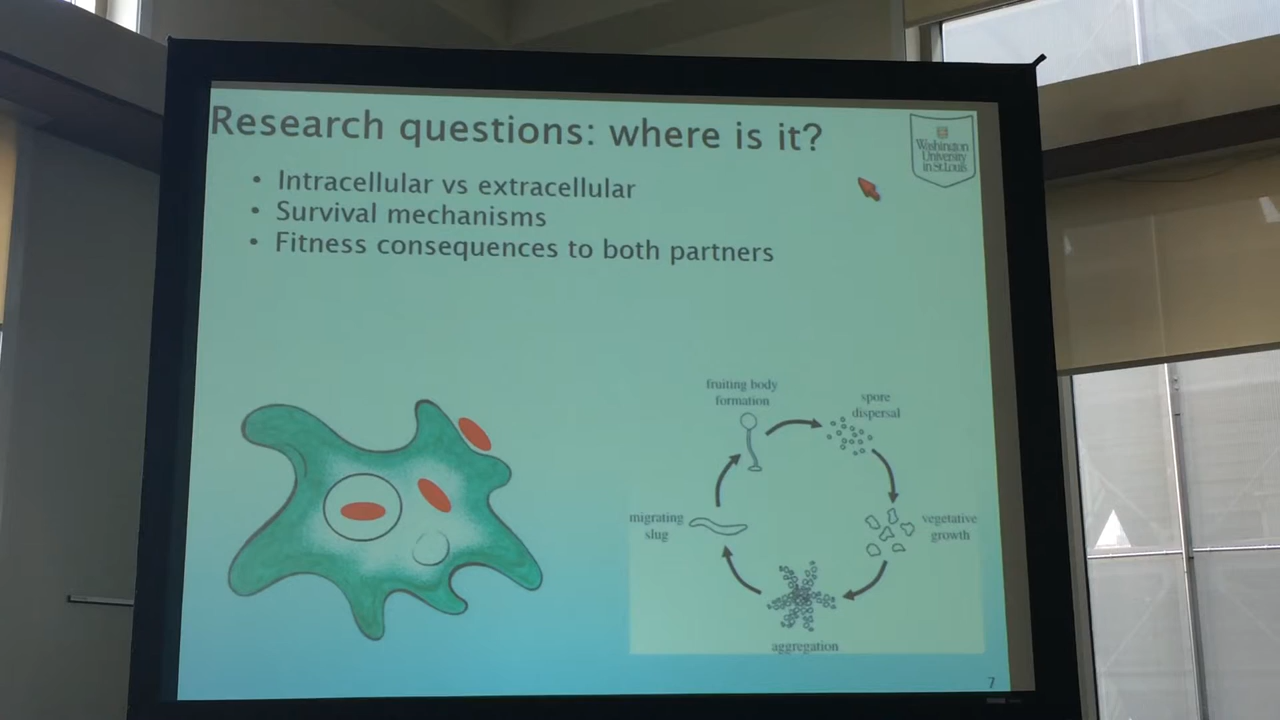 Research questions: where is it?
Washington
University
in St. Louis
• Intracellular vs extracellular
• Survival mechanisms
• Fitness consequences to both partners
fruiting body
formation
spore
dispersal
migrating
slug
vegetative
growth
aggregation
7